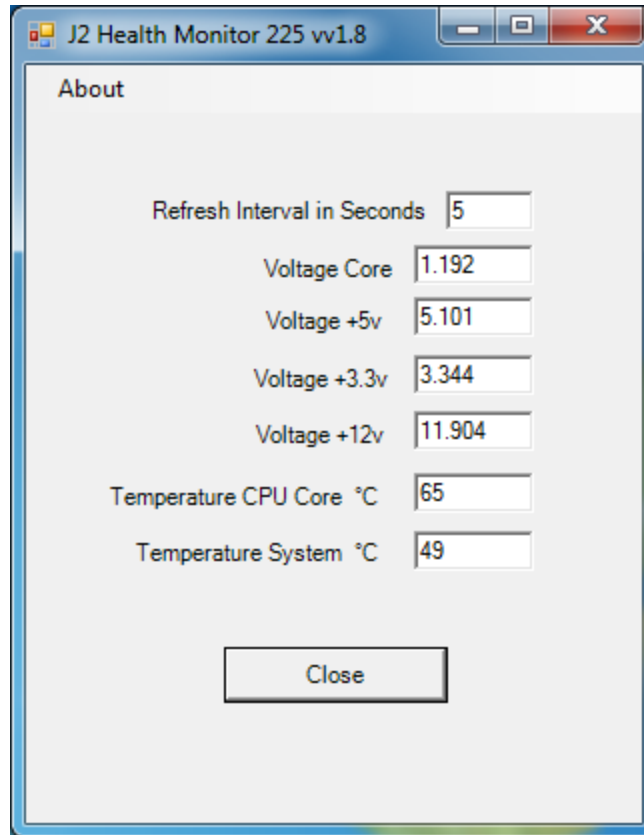 J2 Health Monitor 225 vv1.8
About
Refresh Interval in Seconds 5
Voltage Core 1.192
Voltage +5v 5.101
Voltage +3.3v 3.344
Voltage +12v 11.904
Temperature CPU Core °C 65
Temperature System °C 49
Close